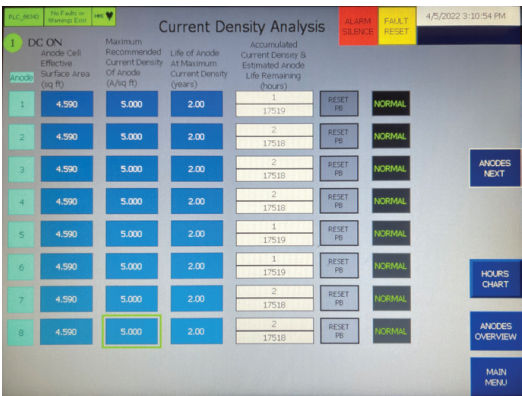 PLC_88342 No Faults or Warnings Exist HMI Current Density Analysis ALARM SILENCE FAULT RESET 4/5/2022 3:10:54 PM
I DC ON
Anode
Anode Cell
Effective
Surface Area
(sq ft)
Maximum
Recommended
Current Density
Of Anode
(A/sq ft)
Life of Anode
At Maximum
Current Density
(years)
Accumulated
Current Density &
Estimated Anode
Life Remaining
(hours)
1 4.590 5.000 2.00 1 17519 RESET PB NORMAL
2 4.590 5.000 2.00 2 17518 RESET PB NORMAL
3 4.590 5.000 2.00 2 17518 RESET PB NORMAL
4 4.590 5.000 2.00 2 17518 RESET PB NORMAL
5 4.590 5.000 2.00 1 17519 RESET PB NORMAL
6 4.590 5.000 2.00 1 17519 RESET PB NORMAL
7 4.590 5.000 2.00 2 17518 RESET PB NORMAL
8 4.590 5.000 2.00 2 17518 RESET PB NORMAL
ANODES
NEXT
HOURS
CHART
ANODES
OVERVIEW
MAIN
MENU